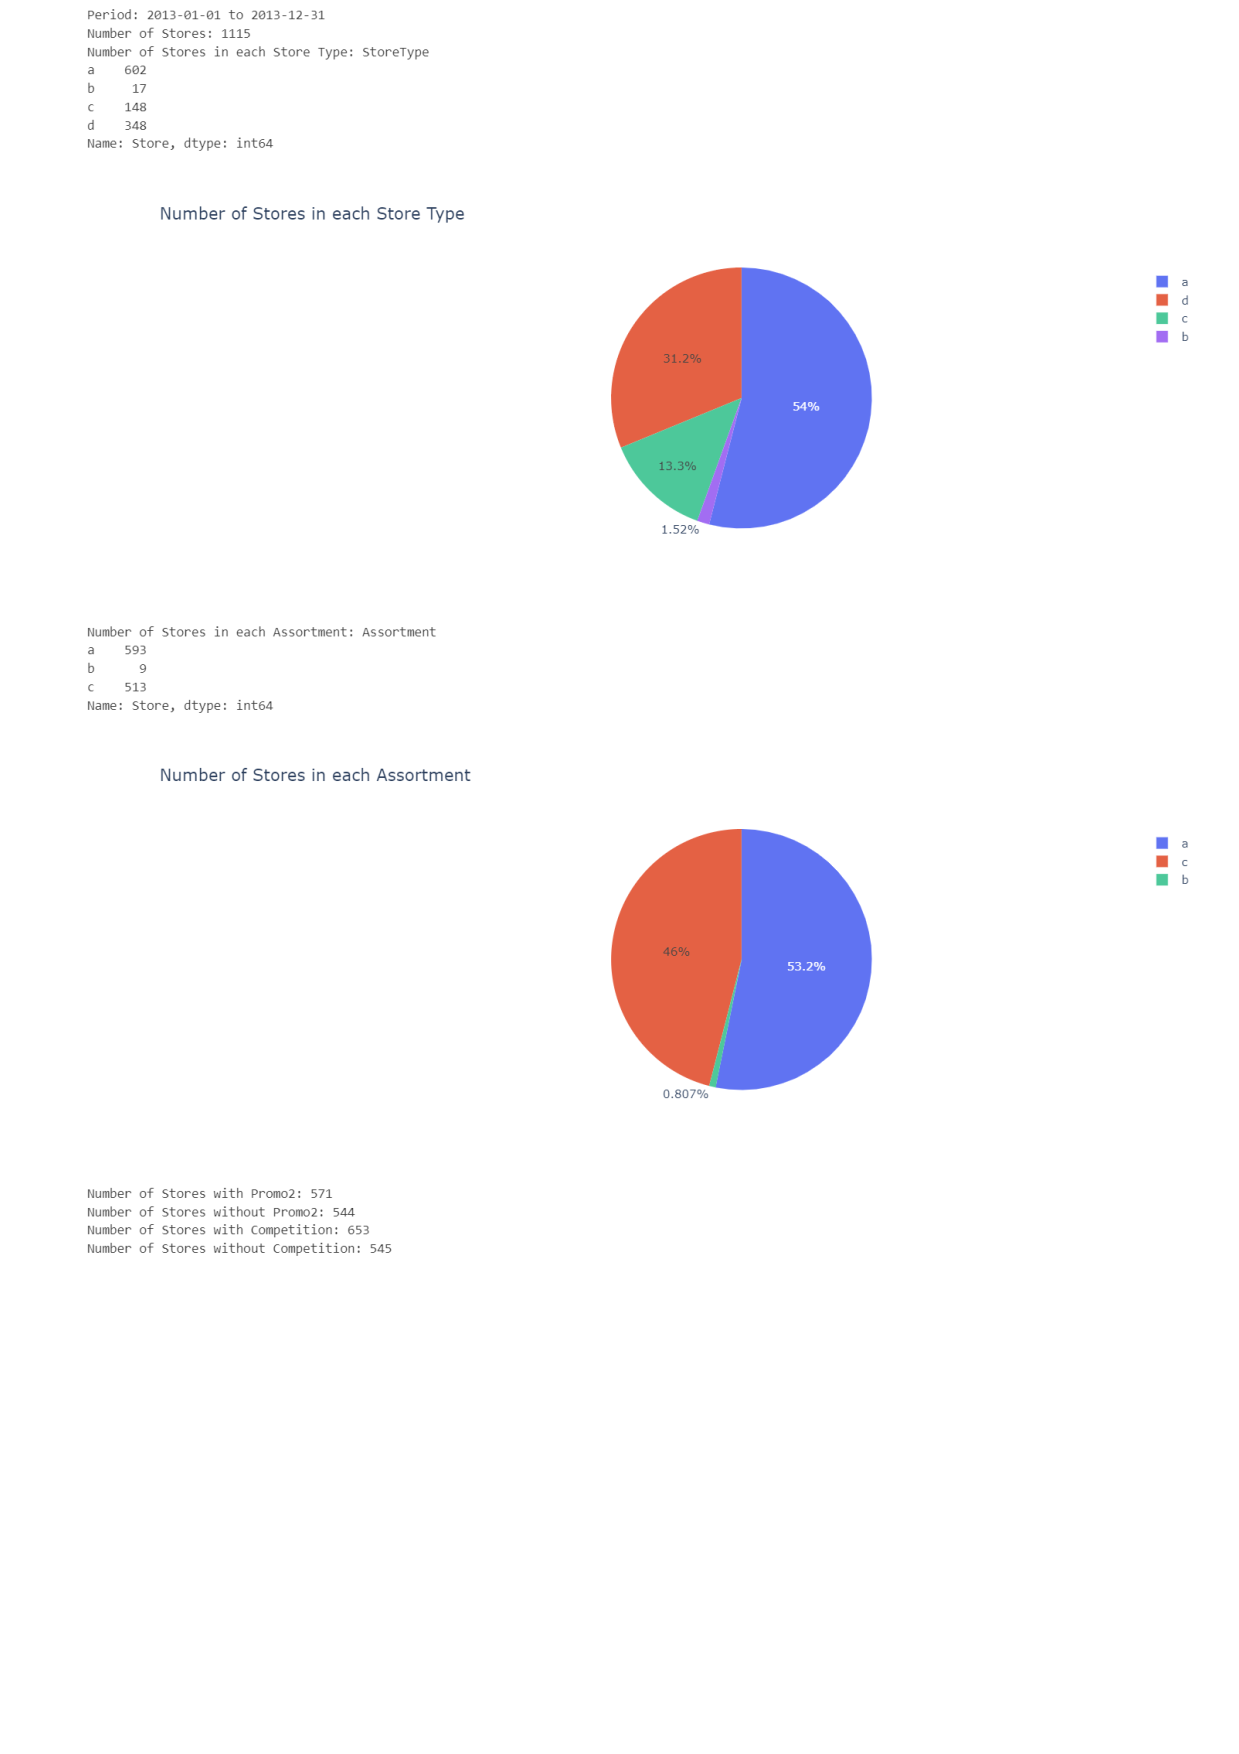 Period: 2013-01-01 to 2013-12-31
Number of Stores: 1115
Number of Stores in each Store Type: StoreType
a    602
b     17
c    148
d    348
Name: Store, dtype: int64
Number of Stores in each Store Type
a
d
c
b
31.2%
54%
13.3%
1.52%
Number of Stores in each Assortment: Assortment
a    593
b      9
c    513
Name: Store, dtype: int64
Number of Stores in each Assortment
a
c
b
46%
53.2%
0.807%
Number of Stores with Promo2: 571
Number of Stores without Promo2: 544
Number of Stores with Competition: 653
Number of Stores without Competition: 545